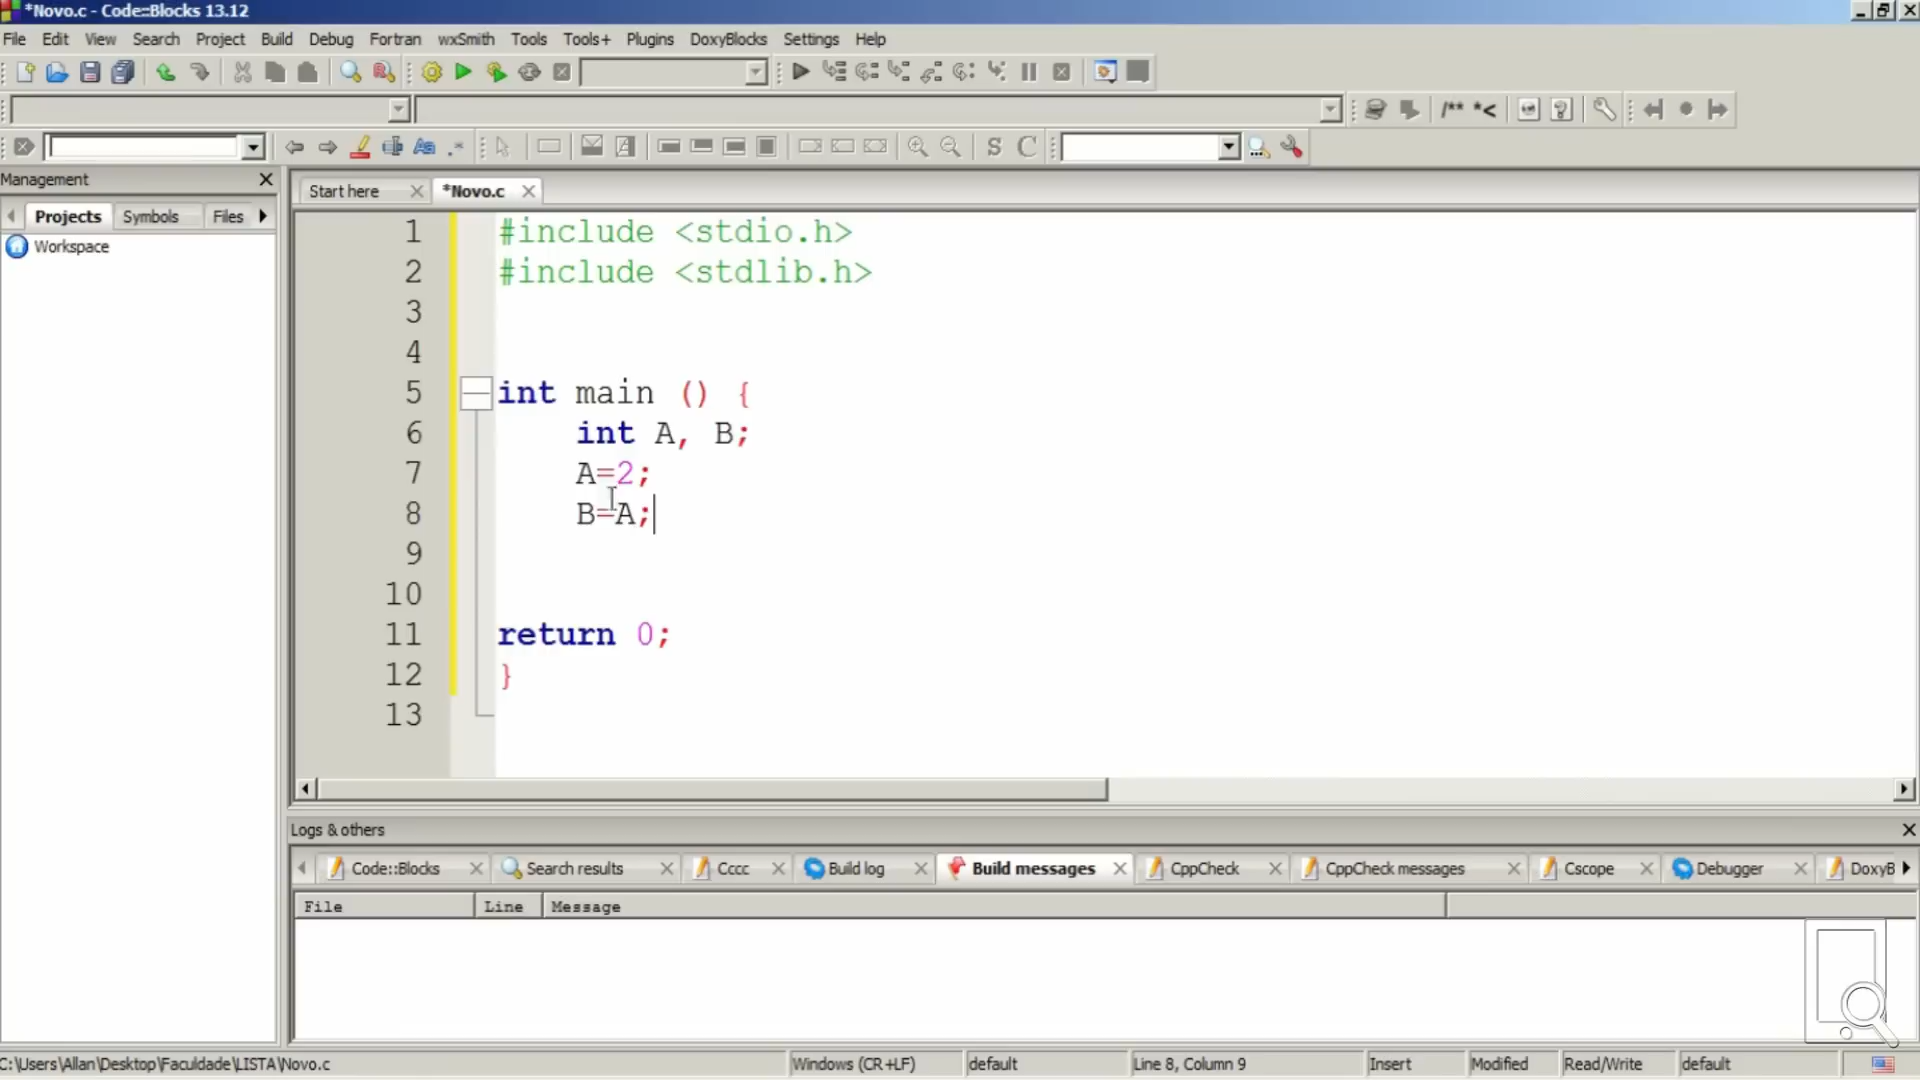 *Novo.c - Code::Blocks 13.12
File Edit View Search Project Build Debug Fortran wxSmith Tools Tools+ Plugins DoxyBlocks Settings Help
/** *<
S C
Management
Start here *Novo.c
Projects Symbols Files
Workspace
1 #include <stdio.h>
2 #include <stdlib.h>
3
4
5 int main () {
6 int A, B;
7 A=2;
8 B=A;
9
10
11 return 0;
12 }
13
Logs & others
Code::Blocks Search results Cccc Build log Build messages CppCheck CppCheck messages Cscope Debugger DoxyB
File Line Message
C:\Users\Allan\Desktop\Faculdade\LISTA\Novo.c Windows (CR+LF) default Line 8, Column 9 Insert Modified Read/Write default